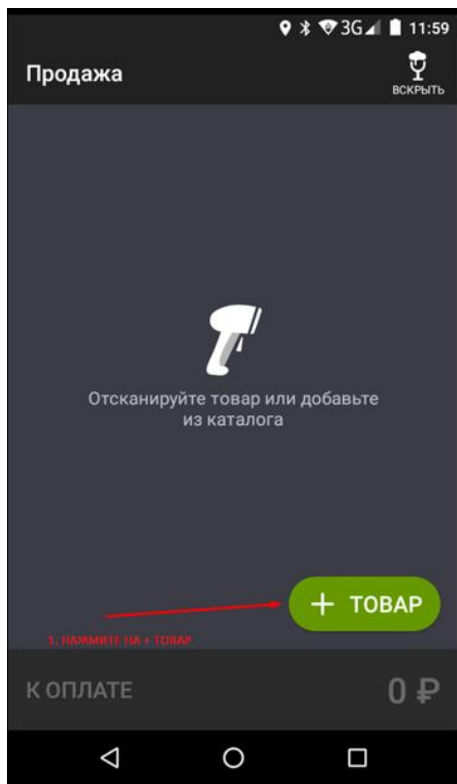 3G 11:59
Продажа
ВСКРЫТЬ
Отсканируйте товар или добавьте
из каталога
+ ТОВАР
1. НАЖМИТЕ НА + ТОВАР
К ОПЛАТЕ 0 ₽